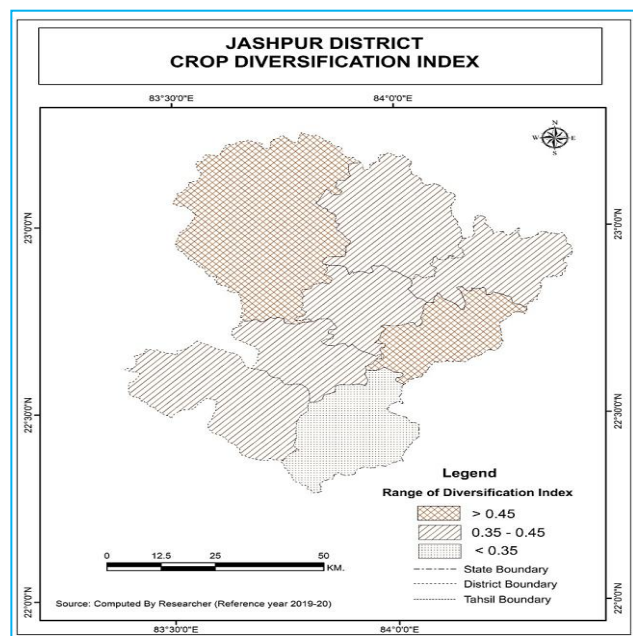 JASHPUR DISTRICT
CROP DIVERSIFICATION INDEX
83°30'0"E 84°0'0"E
N
W E
S
23°0'0"N 23°0'0"N
22°30'0"N 22°30'0"N
Legend
Range of Diversification Index
> 0.45
0.35 - 0.45
< 0.35
0 12.5 25 50
KM.
State Boundary
District Boundary
Tahsil Boundary
22°0'0"N 22°0'0"N
Source: Computed By Researcher (Reference year 2019-20)
83°30'0"E 84°0'0"E